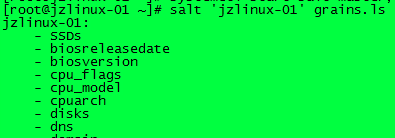 [root@jzlinux-01 ~]# salt 'jzlinux-01' grains.ls
jzlinux-01:
- SSDs
- biosreleasedate
- biosversion
- cpu_flags
- cpu_model
- cpuarch
- disks
- dns